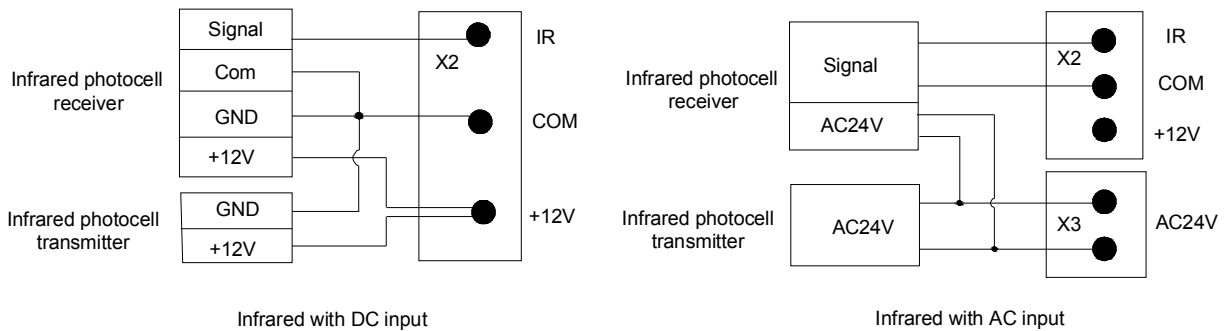 Signal
IR
X2
Com
Infrared photocell
receiver
GND
COM
+12V
GND
Infrared photocell
transmitter
+12V
+12V
Infrared with DC input
IR
X2
Signal
Infrared photocell
receiver
COM
AC24V
+12V
Infrared photocell
transmitter
AC24V
X3
AC24V
Infrared with AC input